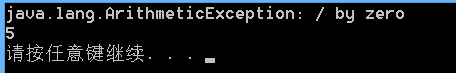 java.lang.ArithmeticException: / by zero
5
请按任意键继续. . .